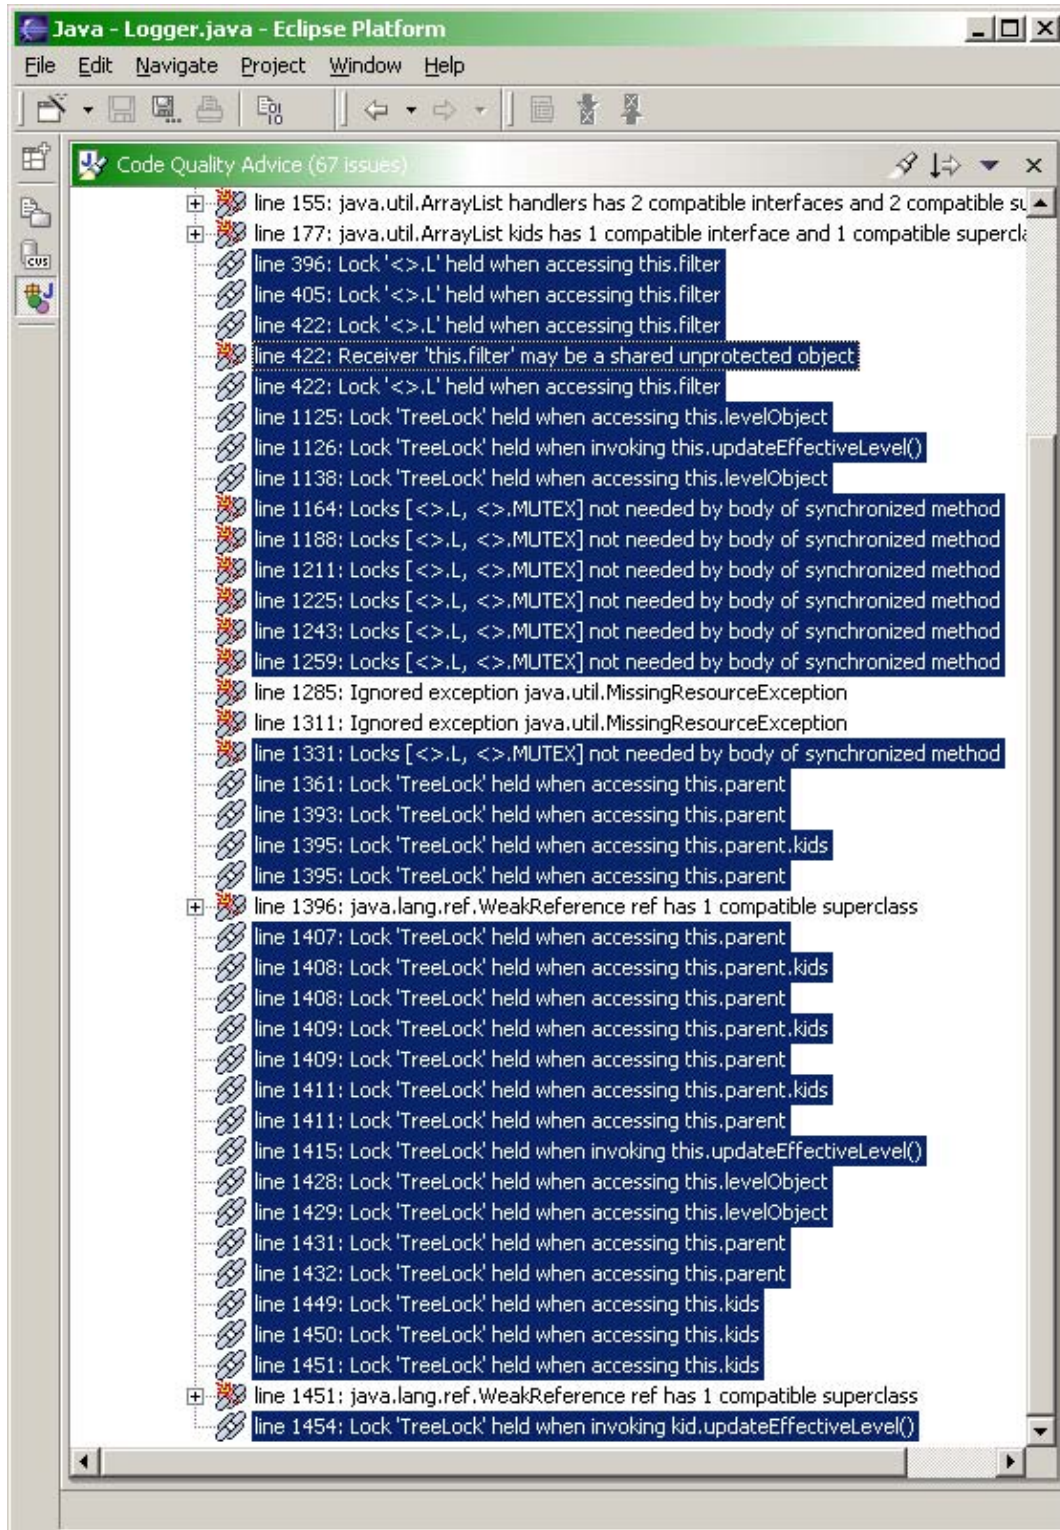 Java - Logger.java - Eclipse Platform
File Edit Navigate Project Window Help
Code Quality Advice (67 issues)
line 155: java.util.ArrayList handlers has 2 compatible interfaces and 2 compatible su
line 177: java.util.ArrayList kids has 1 compatible interface and 1 compatible supercla
line 396: Lock '<>.L' held when accessing this.filter
line 405: Lock '<>.L' held when accessing this.filter
line 422: Lock '<>.L' held when accessing this.filter
line 422: Receiver 'this.filter' may be a shared unprotected object
line 422: Lock '<>.L' held when accessing this.filter
line 1125: Lock 'TreeLock' held when accessing this.levelObject
line 1126: Lock 'TreeLock' held when invoking this.updateEffectiveLevel()
line 1138: Lock 'TreeLock' held when accessing this.levelObject
line 1164: Locks [<>.L, <>.MUTEX] not needed by body of synchronized method
line 1188: Locks [<>.L, <>.MUTEX] not needed by body of synchronized method
line 1211: Locks [<>.L, <>.MUTEX] not needed by body of synchronized method
line 1225: Locks [<>.L, <>.MUTEX] not needed by body of synchronized method
line 1243: Locks [<>.L, <>.MUTEX] not needed by body of synchronized method
line 1259: Locks [<>.L, <>.MUTEX] not needed by body of synchronized method
line 1285: Ignored exception java.util.MissingResourceException
line 1311: Ignored exception java.util.MissingResourceException
line 1331: Locks [<>.L, <>.MUTEX] not needed by body of synchronized method
line 1361: Lock 'TreeLock' held when accessing this.parent
line 1393: Lock 'TreeLock' held when accessing this.parent
line 1395: Lock 'TreeLock' held when accessing this.parent.kids
line 1395: Lock 'TreeLock' held when accessing this.parent
line 1396: java.lang.ref.WeakReference ref has 1 compatible superclass
line 1407: Lock 'TreeLock' held when accessing this.parent
line 1408: Lock 'TreeLock' held when accessing this.parent.kids
line 1408: Lock 'TreeLock' held when accessing this.parent
line 1409: Lock 'TreeLock' held when accessing this.parent.kids
line 1409: Lock 'TreeLock' held when accessing this.parent
line 1411: Lock 'TreeLock' held when accessing this.parent.kids
line 1411: Lock 'TreeLock' held when accessing this.parent
line 1415: Lock 'TreeLock' held when invoking this.updateEffectiveLevel()
line 1428: Lock 'TreeLock' held when accessing this.levelObject
line 1429: Lock 'TreeLock' held when accessing this.levelObject
line 1431: Lock 'TreeLock' held when accessing this.parent
line 1432: Lock 'TreeLock' held when accessing this.parent
line 1449: Lock 'TreeLock' held when accessing this.kids
line 1450: Lock 'TreeLock' held when accessing this.kids
line 1451: Lock 'TreeLock' held when accessing this.kids
line 1451: java.lang.ref.WeakReference ref has 1 compatible superclass
line 1454: Lock 'TreeLock' held when invoking kid.updateEffectiveLevel()
CVS